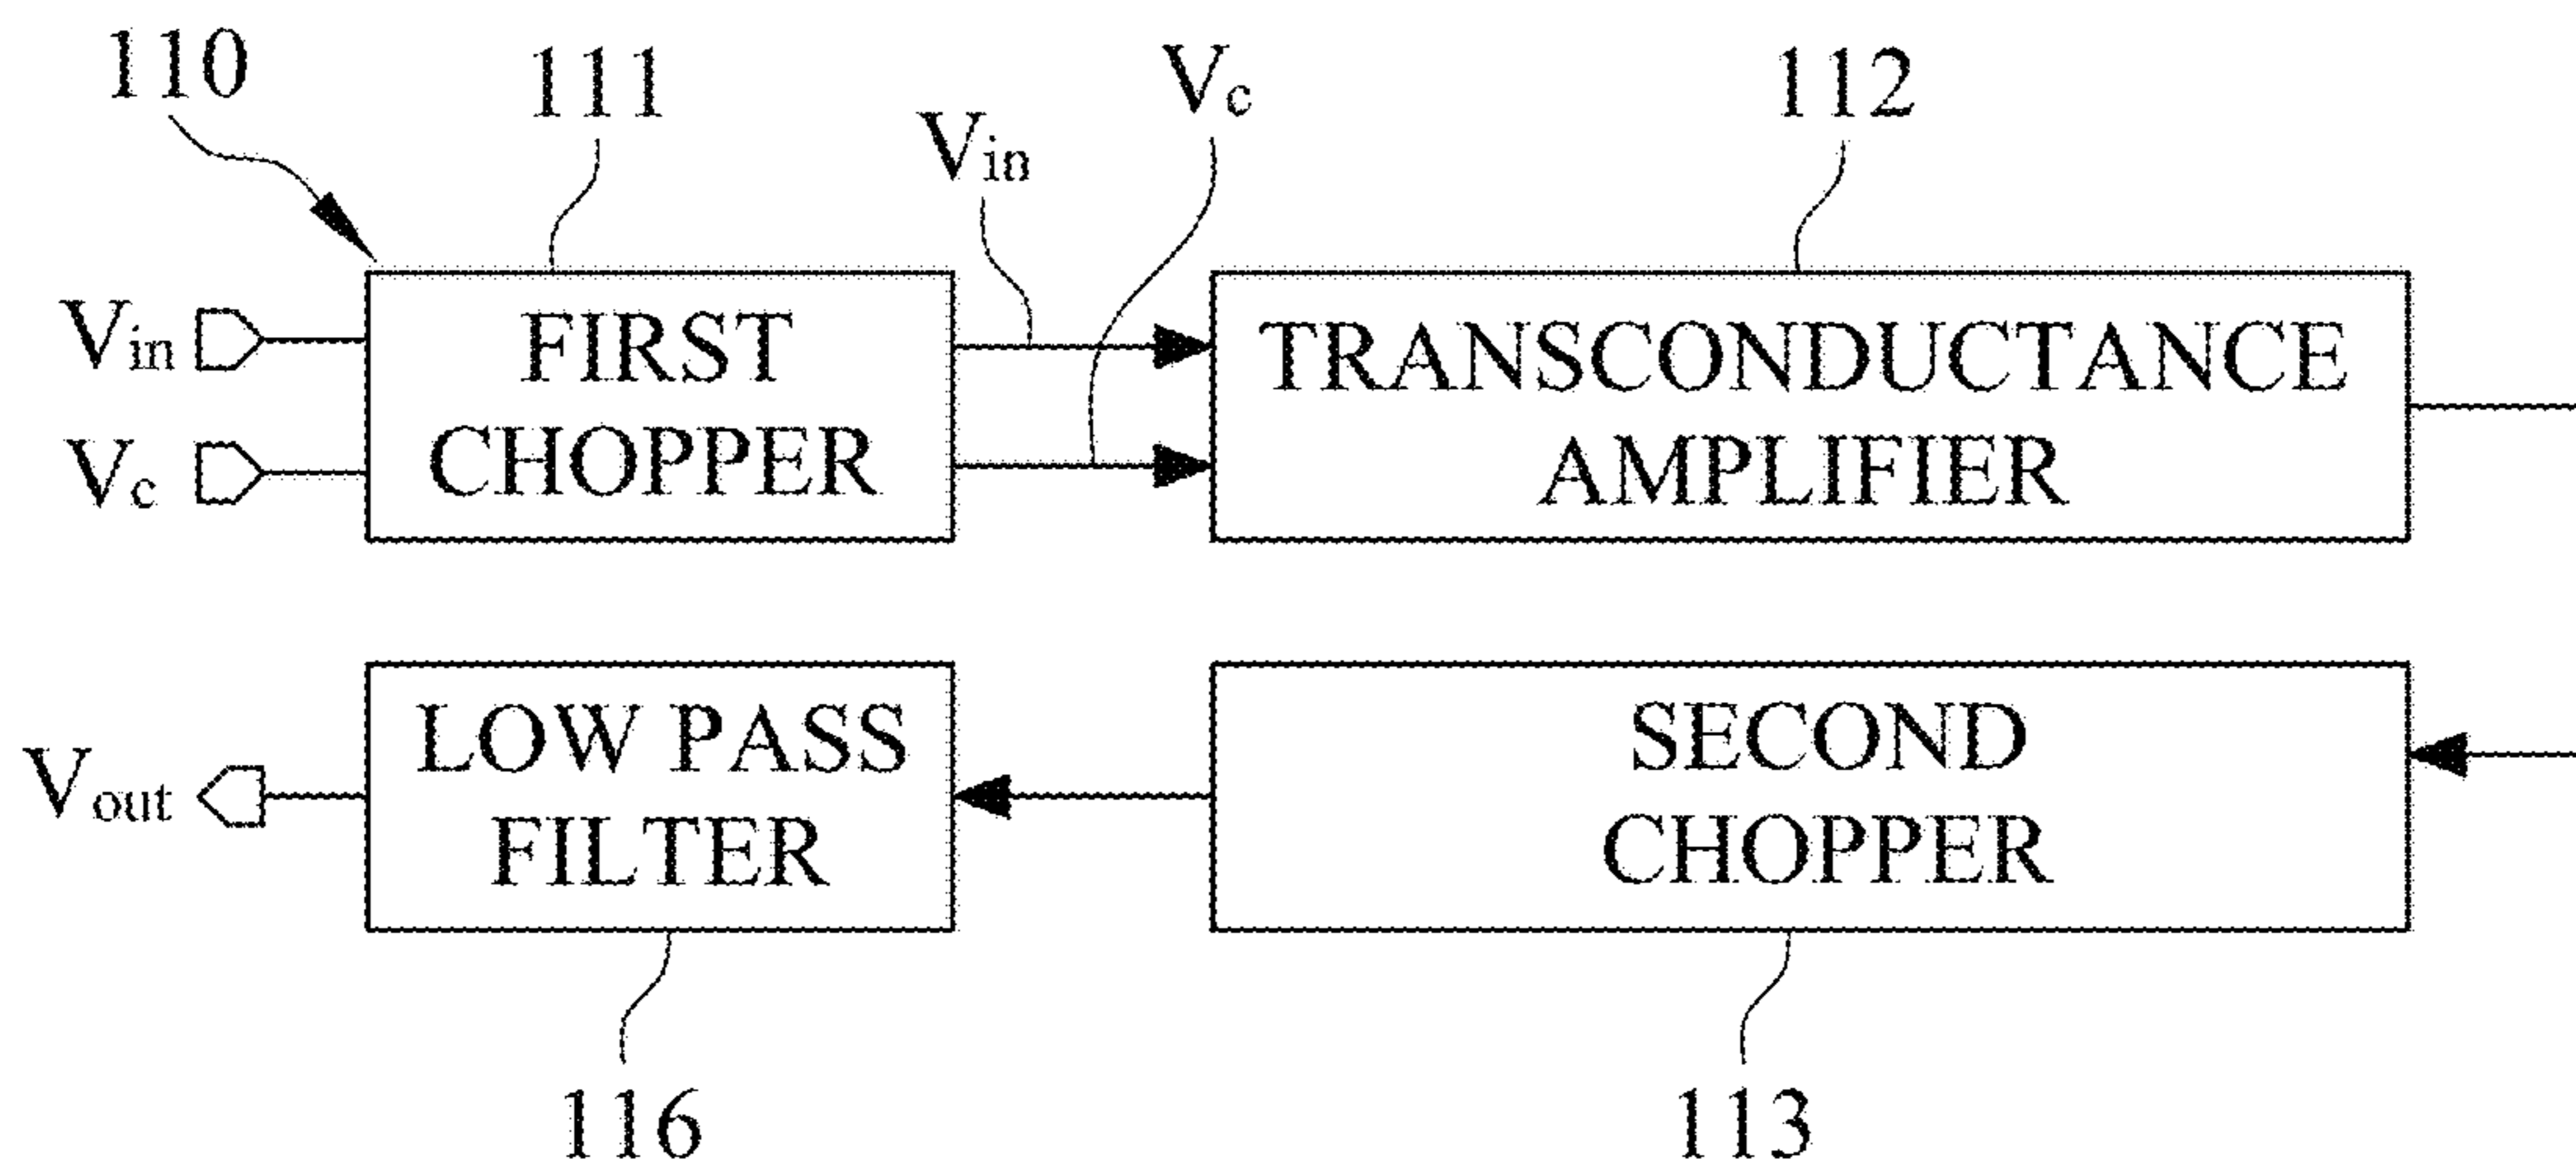 110
111
Vin
Vc
112
Vin
Vc
FIRST
CHOPPER
TRANSCONDUCTANCE
AMPLIFIER
Vout
LOW PASS
FILTER
SECOND
CHOPPER
116
113